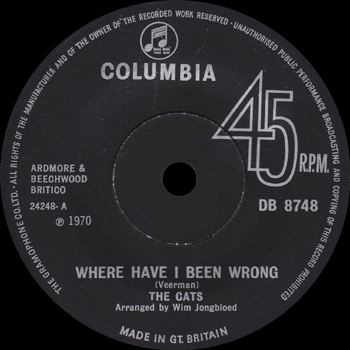 THE GRAMOPHONE CO. LTD. · ALL RIGHTS OF THE MANUFACTURER AND OF THE OWNER OF THE RECORDED WORK RESERVED · UNAUTHORISED PUBLIC PERFORMANCE BROADCASTING AND COPYING OF THIS RECORD PROHIBITED
COLUMBIA
45
R.P.M.
ARDMORE &
BEECHWOOD
BRITICO
24248-A
℗ 1970
DB 8748
WHERE HAVE I BEEN WRONG
(Veerman)
THE CATS
Arranged by Wim Jongbloed
MADE IN GT. BRITAIN